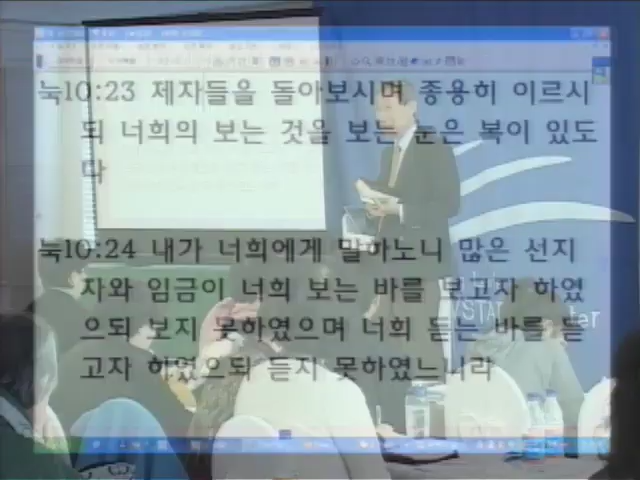 눅10:23 제자들을 돌아보시며 종용히 이르시
되 너희의 보는 것을 보는 눈은 복이 있도
다
눅10:24 내가 너희에게 말하노니 많은 선지
자와 임금이 너희 보는 바를 보고자 하였
으되 보지 못하였으며 너희 듣는 바를 듣
고자 하였으되 듣지 못하였느니라